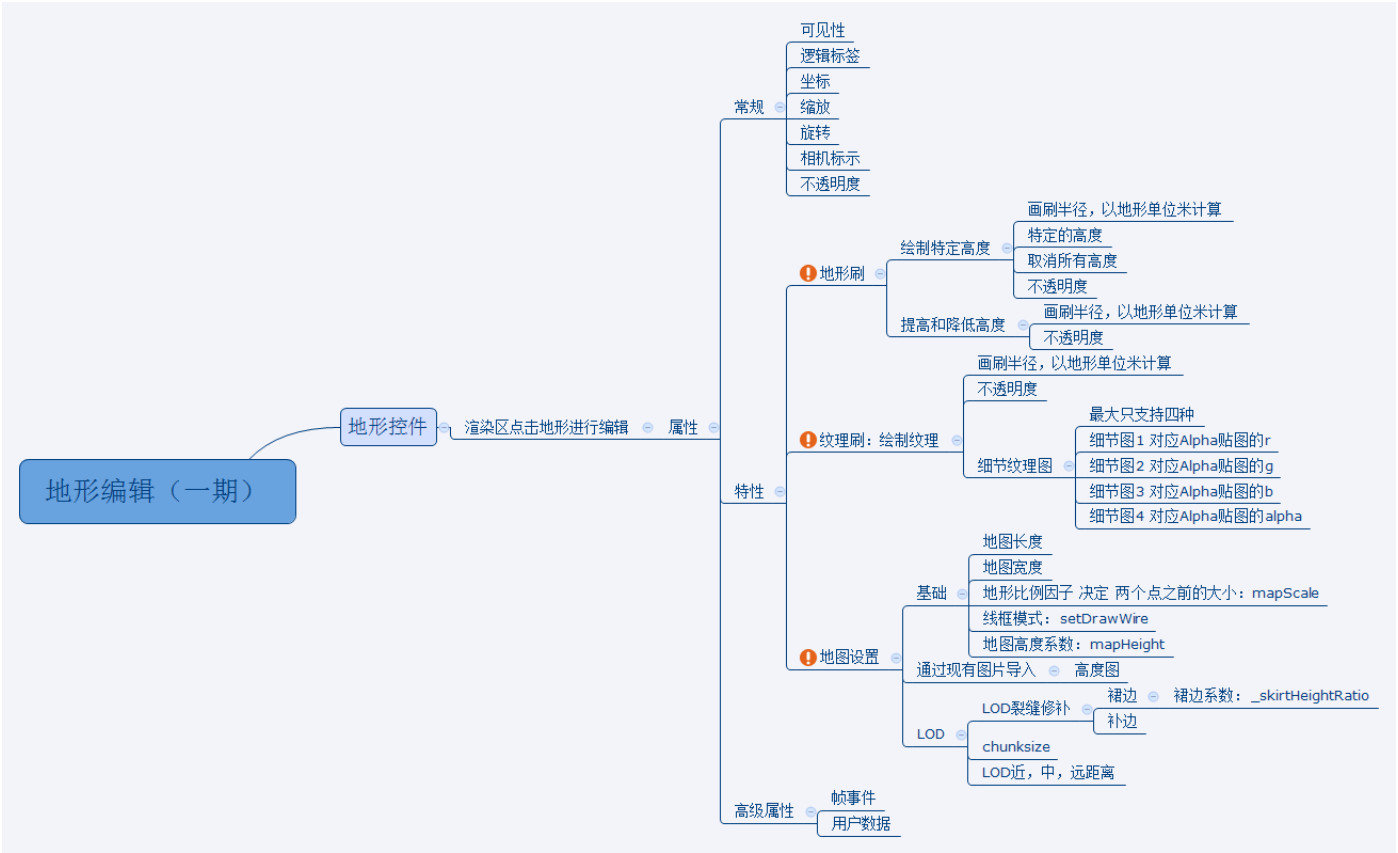 地形编辑（一期）
地形控件
渲染区点击地形进行编辑
属性
常规
可见性
逻辑标签
坐标
缩放
旋转
相机标示
不透明度
特性
地形刷
绘制特定高度
画刷半径，以地形单位米计算
特定的高度
取消所有高度
不透明度
提高和降低高度
画刷半径，以地形单位米计算
不透明度
纹理刷：绘制纹理
画刷半径，以地形单位米计算
不透明度
细节纹理图
最大只支持四种
细节图1 对应Alpha贴图的r
细节图2 对应Alpha贴图的g
细节图3 对应Alpha贴图的b
细节图4 对应Alpha贴图的alpha
地图设置
基础
地图长度
地图宽度
地形比例因子 决定 两个点之前的大小：mapScale
线框模式：setDrawWire
地图高度系数：mapHeight
通过现有图片导入
高度图
LOD
LOD裂缝修补
裙边
裙边系数：_skirtHeightRatio
补边
chunksize
LOD近，中，远距离
高级属性
帧事件
用户数据